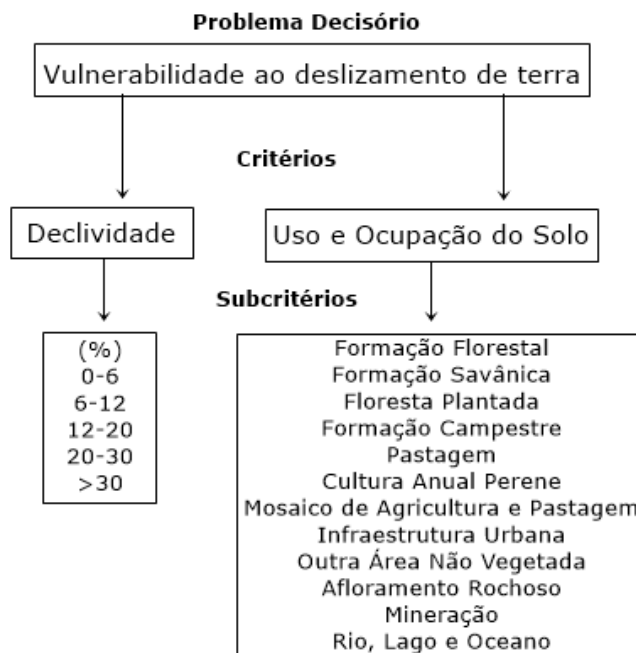 Problema Decisório
Vulnerabilidade ao deslizamento de terra
Critérios
Declividade
Uso e Ocupação do Solo
Subcritérios
(%)
0-6
6-12
12-20
20-30
>30
Formação Florestal
Formação Savânica
Floresta Plantada
Formação Campestre
Pastagem
Cultura Anual Perene
Mosaico de Agricultura e Pastagem
Infraestrutura Urbana
Outra Área Não Vegetada
Afloramento Rochoso
Mineração
Rio, Lago e Oceano